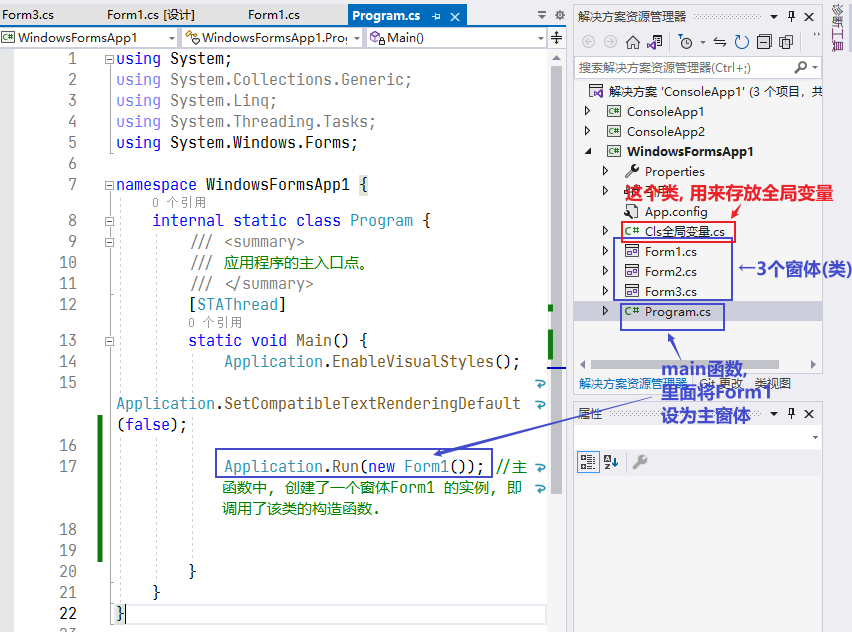 Form3.cs Form1.cs [设计] Form1.cs Program.cs
WindowsFormsApp1 WindowsFormsApp1.Prog Main()
1 using System;
2 using System.Collections.Generic;
3 using System.Linq;
4 using System.Threading.Tasks;
5 using System.Windows.Forms;
6
7 namespace WindowsFormsApp1 {
0 个引用
8 internal static class Program {
9 /// <summary>
10 /// 应用程序的主入口点。
11 /// </summary>
12 [STAThread]
0 个引用
13 static void Main() {
14 Application.EnableVisualStyles();
15
Application.SetCompatibleTextRenderingDefault
(false);
16
17 Application.Run(new Form1()); //主
函数中, 创建了一个窗体Form1 的实例, 即
调用了该类的构造函数.
18
19
20 }
21 }
22 }
23
解决方案资源管理器
搜索解决方案资源管理器(Ctrl+;)
解决方案 'ConsoleApp1' (3 个项目, 共
C# ConsoleApp1
C# ConsoleApp2
C# WindowsFormsApp1
Properties
这个类, 用来存放全局变量
App.config
C# Cls全局变量.cs
Form1.cs
Form2.cs
Form3.cs
←3个窗体(类)
C# Program.cs
main函数,
里面将Form1
设为主窗体
解决方案资源管理器 Git 更改 类视图
属性
诊断工具